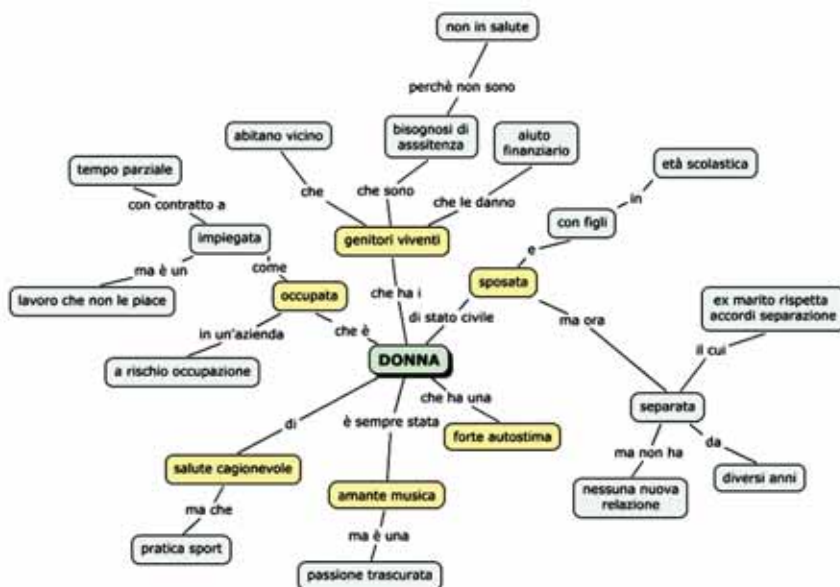 non in salute
perchè non sono
abitano vicino
bisognosi di
asssitenza
aiuto
finanziario
età scolastica
tempo parziale
che
che sono
che le danno
in
con contratto a
con figli
impiegata
genitori viventi
e
ma è un
come
sposata
lavoro che non le piace
occupata
che ha i
di stato civile
ma ora
ex marito rispetta
accordi separazione
in un'azienda
che è
il cui
a rischio occupazione
DONNA
che ha una
separata
di
è sempre stata
forte autostima
ma non ha
da
salute cagionevole
diversi anni
nessuna nuova
relazione
amante musica
ma che
ma è una
pratica sport
passione trascurata